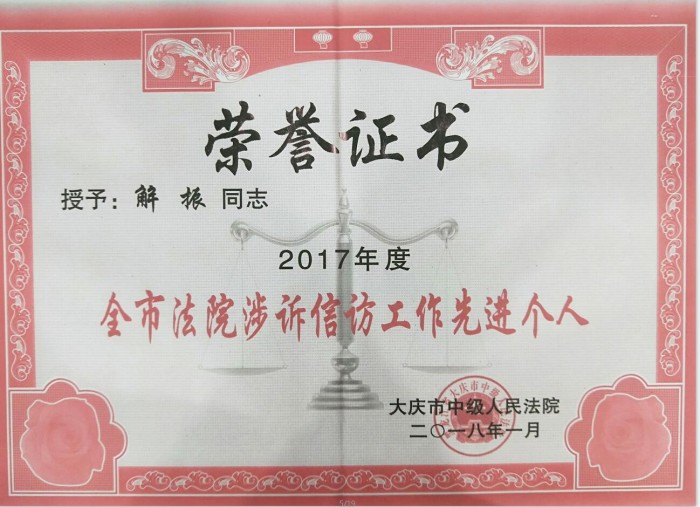 荣誉证书
授予：解振同志
2017年度
全市法院涉诉信访工作先进个人
大庆市中级人民法院
二〇一八年一月